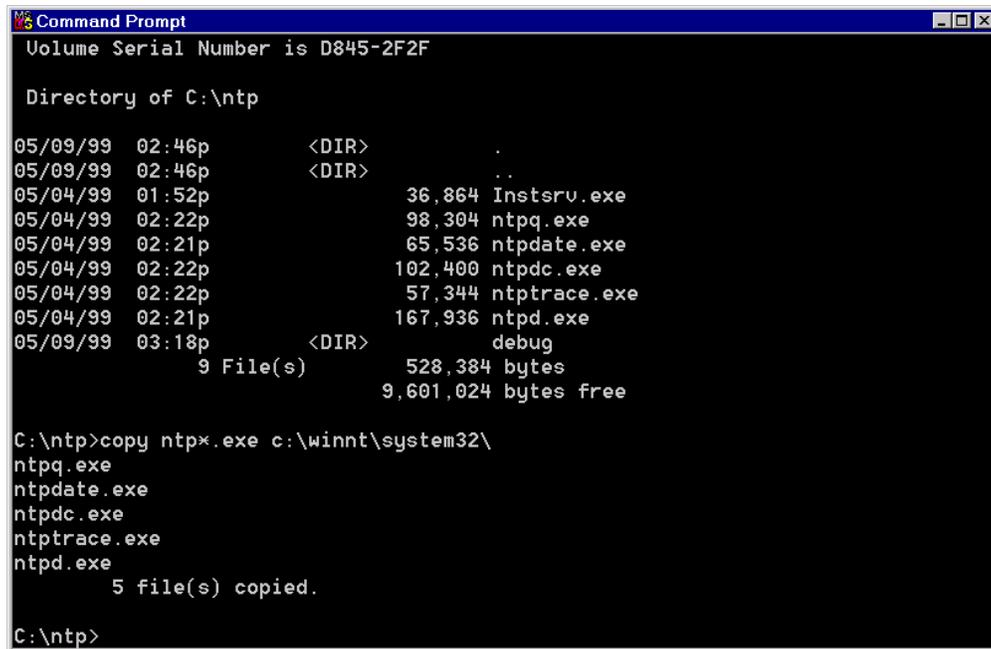 Command Prompt
Volume Serial Number is D845-2F2F
Directory of C:\ntp
05/09/99  02:46p        <DIR>          .
05/09/99  02:46p        <DIR>          ..
05/04/99  01:52p                36,864 Instsrv.exe
05/04/99  02:22p                98,304 ntpq.exe
05/04/99  02:21p                65,536 ntpdate.exe
05/04/99  02:22p               102,400 ntpdc.exe
05/04/99  02:22p                57,344 ntptrace.exe
05/04/99  02:21p               167,936 ntpd.exe
05/09/99  03:18p        <DIR>          debug
               9 File(s)        528,384 bytes
                              9,601,024 bytes free
C:\ntp>copy ntp*.exe c:\winnt\system32\
ntpq.exe
ntpdate.exe
ntpdc.exe
ntptrace.exe
ntpd.exe
        5 file(s) copied.
C:\ntp>